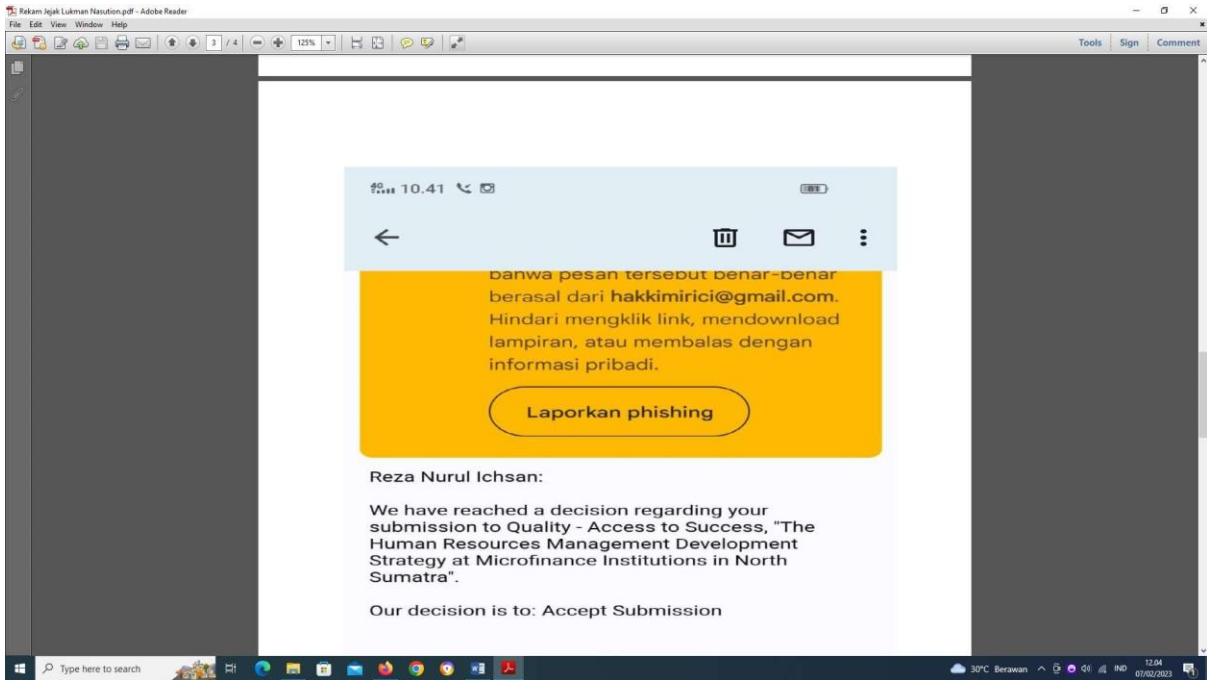 Rekam Jejak Lukman Nasution.pdf - Adobe Reader
File Edit View Window Help
3 / 4 125% Tools Sign Comment
4G 10.41
bahwa pesan tersebut benar-benar
berasal dari hakkimirici@gmail.com.
Hindari mengklik link, mendownload
lampiran, atau membalas dengan
informasi pribadi.
Laporkan phishing
Reza Nurul Ichsan:
We have reached a decision regarding your
submission to Quality - Access to Success, "The
Human Resources Management Development
Strategy at Microfinance Institutions in North
Sumatra".
Our decision is to: Accept Submission
Type here to search 30°C Berawan IND 12.04
07/02/2023